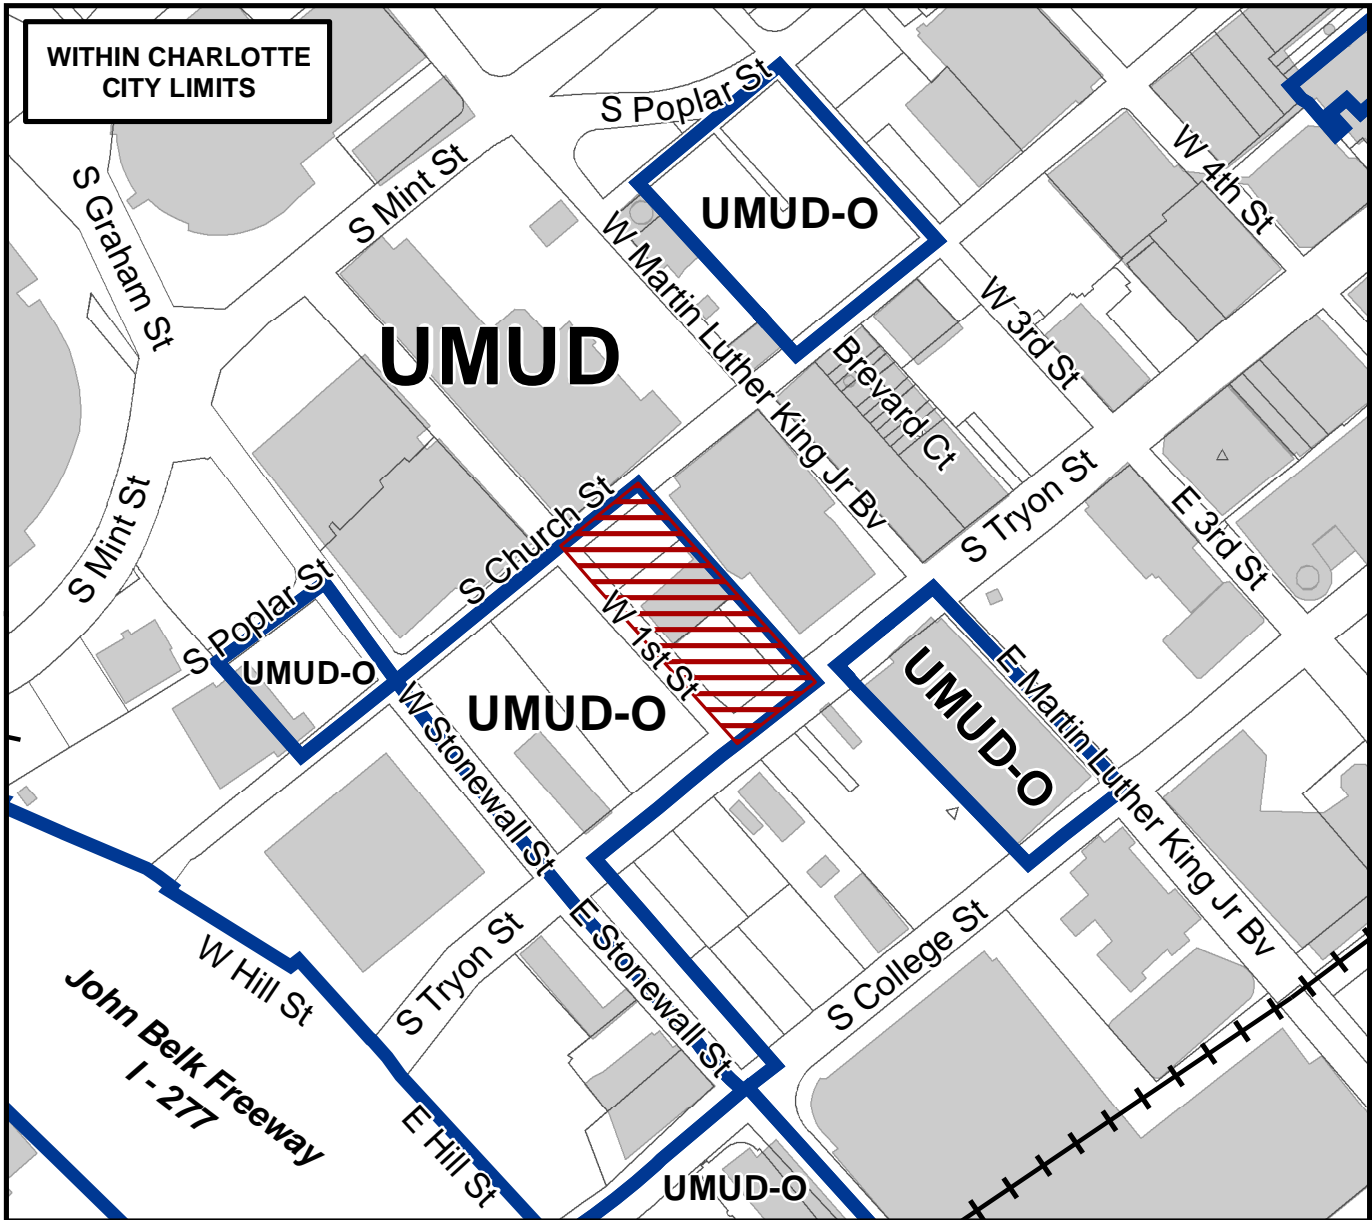 WITHIN CHARLOTTE
CITY LIMITS
S Poplar St
W 4th St
S Mint St
S Graham St
UMUD-O
W Martin Luther King Jr Bv
W 3rd St
UMUD
Brevard Ct
S Tryon St
E 3rd St
S Mint St
S Church St
S Poplar St
W 1st St
UMUD-O
UMUD-O
UMUD-O
E Martin Luther King Jr Bv
W Stonewall St
E Stonewall St
S College St
S Tryon St
W Hill St
John Belk Freeway
I - 277
E Hill St
UMUD-O